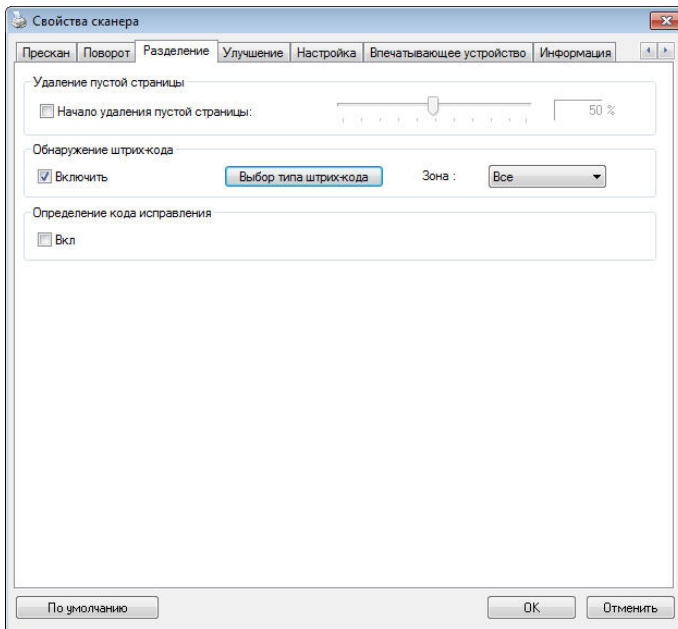 Свойства сканера
Прескан Поворот Разделение Улучшение Настройка Впечатывающее устройство Информация
Удаление пустой страницы
Начало удаления пустой страницы: 50 %
Обнаружение штрих-кода
Включить Выбор типа штрих-кода Зона : Все
Определение кода исправления
Вкл
По умолчанию OK Отменить